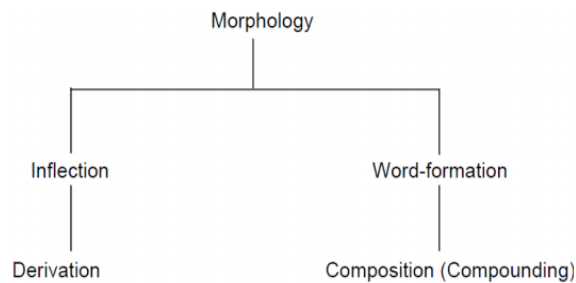 Morphology
Inflection Word-formation
Derivation Composition (Compounding)